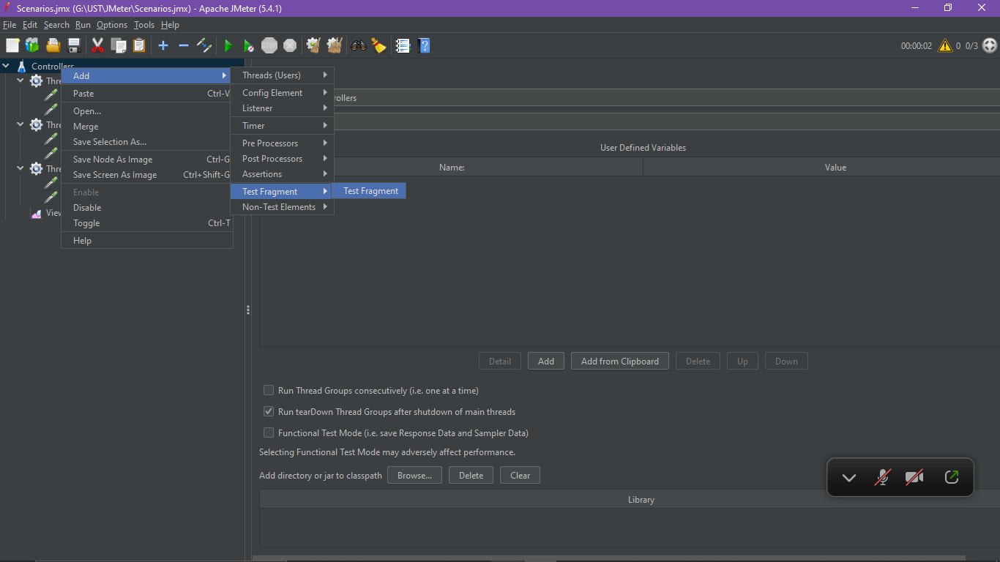 Scenarios.jmx (G:\UST\JMeter\Scenarios.jmx) - Apache JMeter (5.4.1)
File Edit Search Run Options Tools Help
STOP
00:00:02 0 0/3
Controllers
Add
Paste Ctrl-V
Open...
Merge
Save Selection As...
Save Node As Image Ctrl-G
Save Screen As Image Ctrl+Shift-G
Enable
Disable
Toggle Ctrl-T
Help
Thre
Thre
Thre
View
Threads (Users)
Config Element
Listener
Timer
Pre Processors
Post Processors
Assertions
Test Fragment
Non-Test Elements
Test Fragment
rollers
User Defined Variables
Name: Value
Detail Add Add from Clipboard Delete Up Down
Run Thread Groups consecutively (i.e. one at a time)
Run tearDown Thread Groups after shutdown of main threads
Functional Test Mode (i.e. save Response Data and Sampler Data)
Selecting Functional Test Mode may adversely affect performance.
Add directory or jar to classpath Browse... Delete Clear
Library